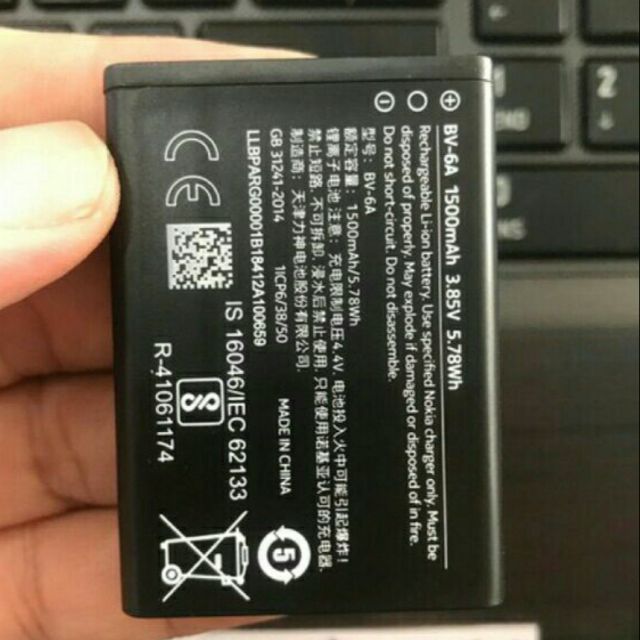 + -
BV-6A 1500mAh 3.85V 5.78Wh
Rechargeable Li-ion battery. Use specified Nokia charger only. Must be
disposed of properly. May explode if damaged or disposed of in fire.
Do not short-circuit. Do not disassemble.
型号：BV-6A
额定容量：1500mAh/5.78Wh
锂离子电池 注意：充电限制电压4.4V. 电池投入火中可能引起爆炸！
禁止短路. 不可拆卸. 浸水后禁止使用. 只能使用诺基亚认可的充电器.
制造商：天津力神电池股份有限公司.
GB 31241-2014 1ICP6/38/50 MADE IN CHINA
LLBPARG00001B18412A100659
CE
IS 16046/IEC 62133
R-41061174
5
1
END
2